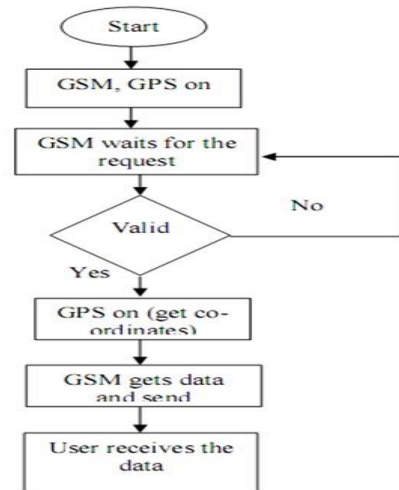 Start
GSM, GPS on
GSM waits for the
request
Valid
No
Yes
GPS on (get co-
ordinates)
GSM gets data
and send
User receives the
data